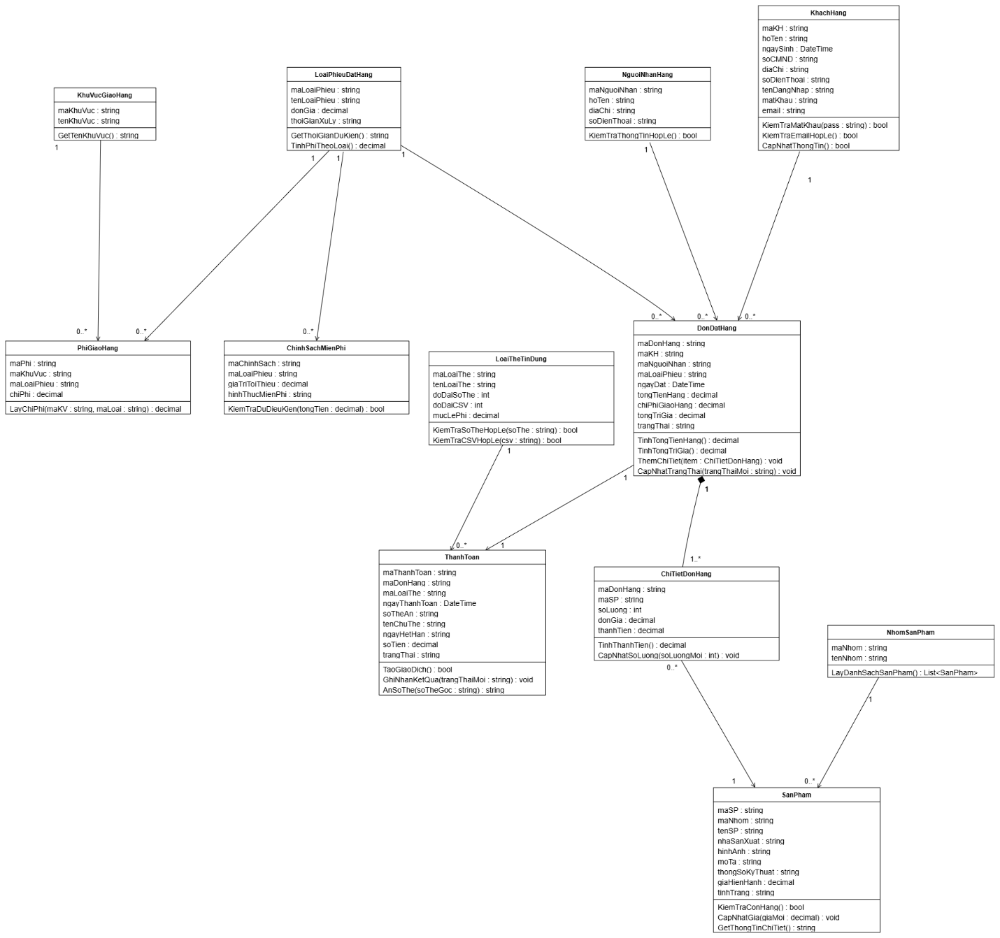 KhachHang
maKH : string
hoTen : string
ngaySinh : DateTime
soCMND : string
diaChi : string
soDienThoai : string
tenDangNhap : string
matKhau : string
email : string
KiemTraMatKhau(pass : string) : bool
KiemTraEmailHopLe() : bool
CapNhatThongTin() : bool
1
LoaiPhieuDatHang
maLoaiPhieu : string
tenLoaiPhieu : string
donGia : decimal
thoiGianXuLy : string
GetThoiGianDuKien() : string
TinhPhiTheoLoai() : decimal
1
1
1
NguoiNhanHang
maNguoiNhan : string
hoTen : string
diaChi : string
soDienThoai : string
KiemTraThongTinHopLe() : bool
1
KhuVucGiaoHang
maKhuVuc : string
tenKhuVuc : string
GetTenKhuVuc() : string
1
0..*
0..*
0..*
0..*
0..*
0..*
DonDatHang
maDonHang : string
maKH : string
maNguoiNhan : string
maLoaiPhieu : string
ngayDat : DateTime
tongTienHang : decimal
chiPhiGiaoHang : decimal
tongTriGia : decimal
trangThai : string
TinhTongTienHang() : decimal
TinhTongTriGia() : decimal
ThemChiTiet(item : ChiTietDonHang) : void
CapNhatTrangThai(trangThaiMoi : string) : void
1
1
PhiGiaoHang
maPhi : string
maKhuVuc : string
maLoaiPhieu : string
chiPhi : decimal
LayChiPhi(maKV : string, maLoai : string) : decimal
ChinhSachMienPhi
maChinhSach : string
maLoaiPhieu : string
giaTriToiThieu : decimal
hinhThucMienPhi : string
KiemTraDuDieuKien(tongTien : decimal) : bool
LoaiTheTinDung
maLoaiThe : string
tenLoaiThe : string
doDaiSoThe : int
doDaiCSV : int
mucLePhi : decimal
KiemTraSoTheHopLe(soThe : string) : bool
KiemTraCSVHopLe(csv : string) : bool
1
0..*
1
1..*
ThanhToan
maThanhToan : string
maDonHang : string
maLoaiThe : string
ngayThanhToan : DateTime
soTheAn : string
tenChuThe : string
ngayHetHan : string
soTien : decimal
trangThai : string
TaoGiaoDich() : bool
GhiNhanKetQua(trangThaiMoi : string) : void
AnSoThe(soTheGoc : string) : string
ChiTietDonHang
maDonHang : string
maSP : string
soLuong : int
donGia : decimal
thanhTien : decimal
TinhThanhTien() : decimal
CapNhatSoLuong(soLuongMoi : int) : void
0..*
NhomSanPham
maNhom : string
tenNhom : string
LayDanhSachSanPham() : List<SanPham>
1
1
0..*
SanPham
maSP : string
maNhom : string
tenSP : string
nhaSanXuat : string
hinhAnh : string
moTa : string
thongSoKyThuat : string
giaHienHanh : decimal
tinhTrang : string
KiemTraConHang() : bool
CapNhatGia(giaMoi : decimal) : void
GetThongTinChiTiet() : string